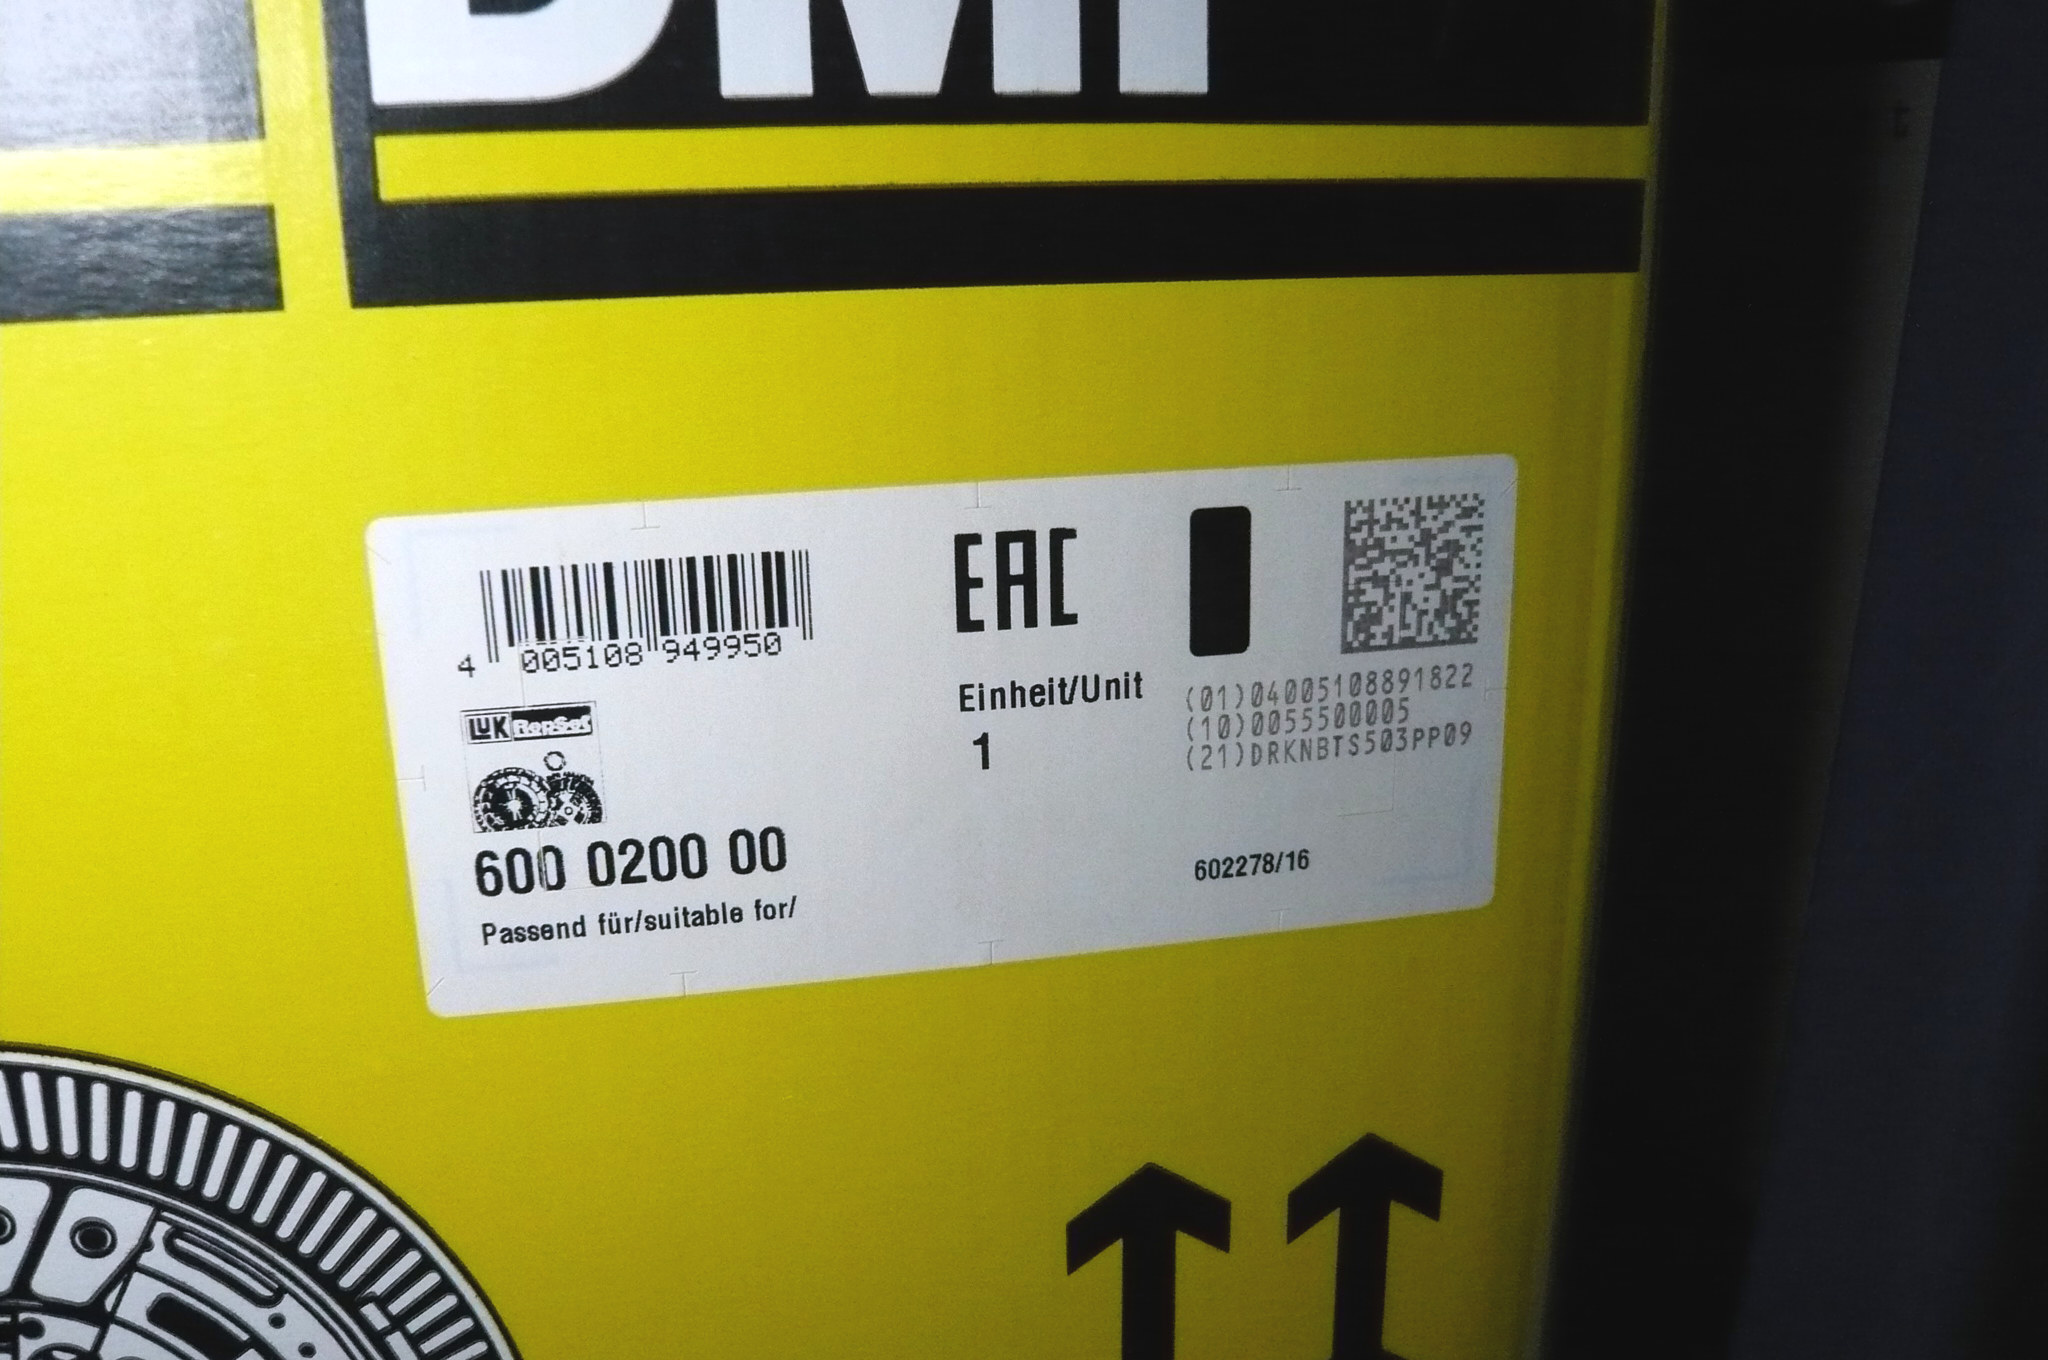 DMF
EAC
4 005108 949950
LUK RepSet
Einheit/Unit
1
(01)04005108891822
(10)0055500005
(21)DRKNBTS503PP09
600 0200 00
602278/16
Passend für/suitable for/